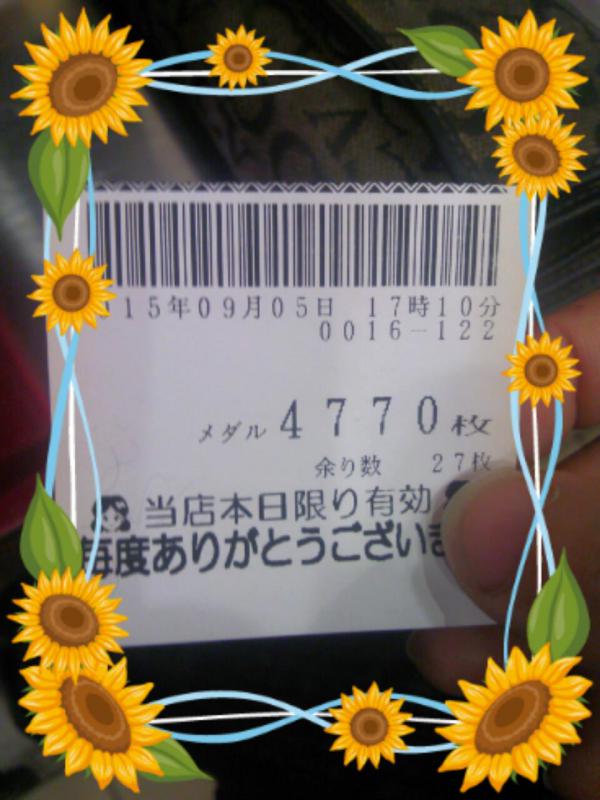 15年09月05日 17時10分
0016-122
メダル 4770枚
余り数 27枚
当店本日限り有効
毎度ありがとうござい